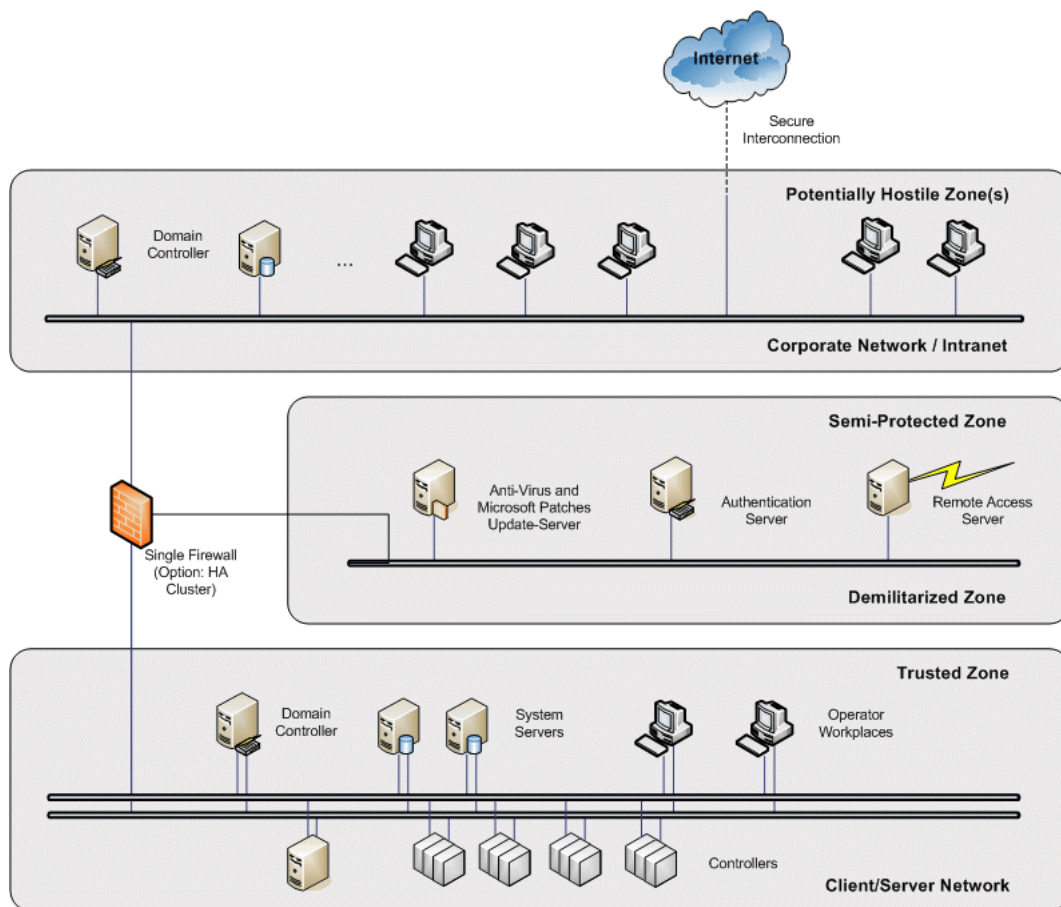 Internet
Secure
Interconnection
Potentially Hostile Zone(s)
Domain
Controller
...
Corporate Network / Intranet
Semi-Protected Zone
Anti-Virus and
Microsoft Patches
Update-Server
Authentication
Server
Remote Access
Server
Single Firewall
(Option: HA
Cluster)
Demilitarized Zone
Trusted Zone
Domain
Controller
System
Servers
Operator
Workplaces
Controllers
Client/Server Network